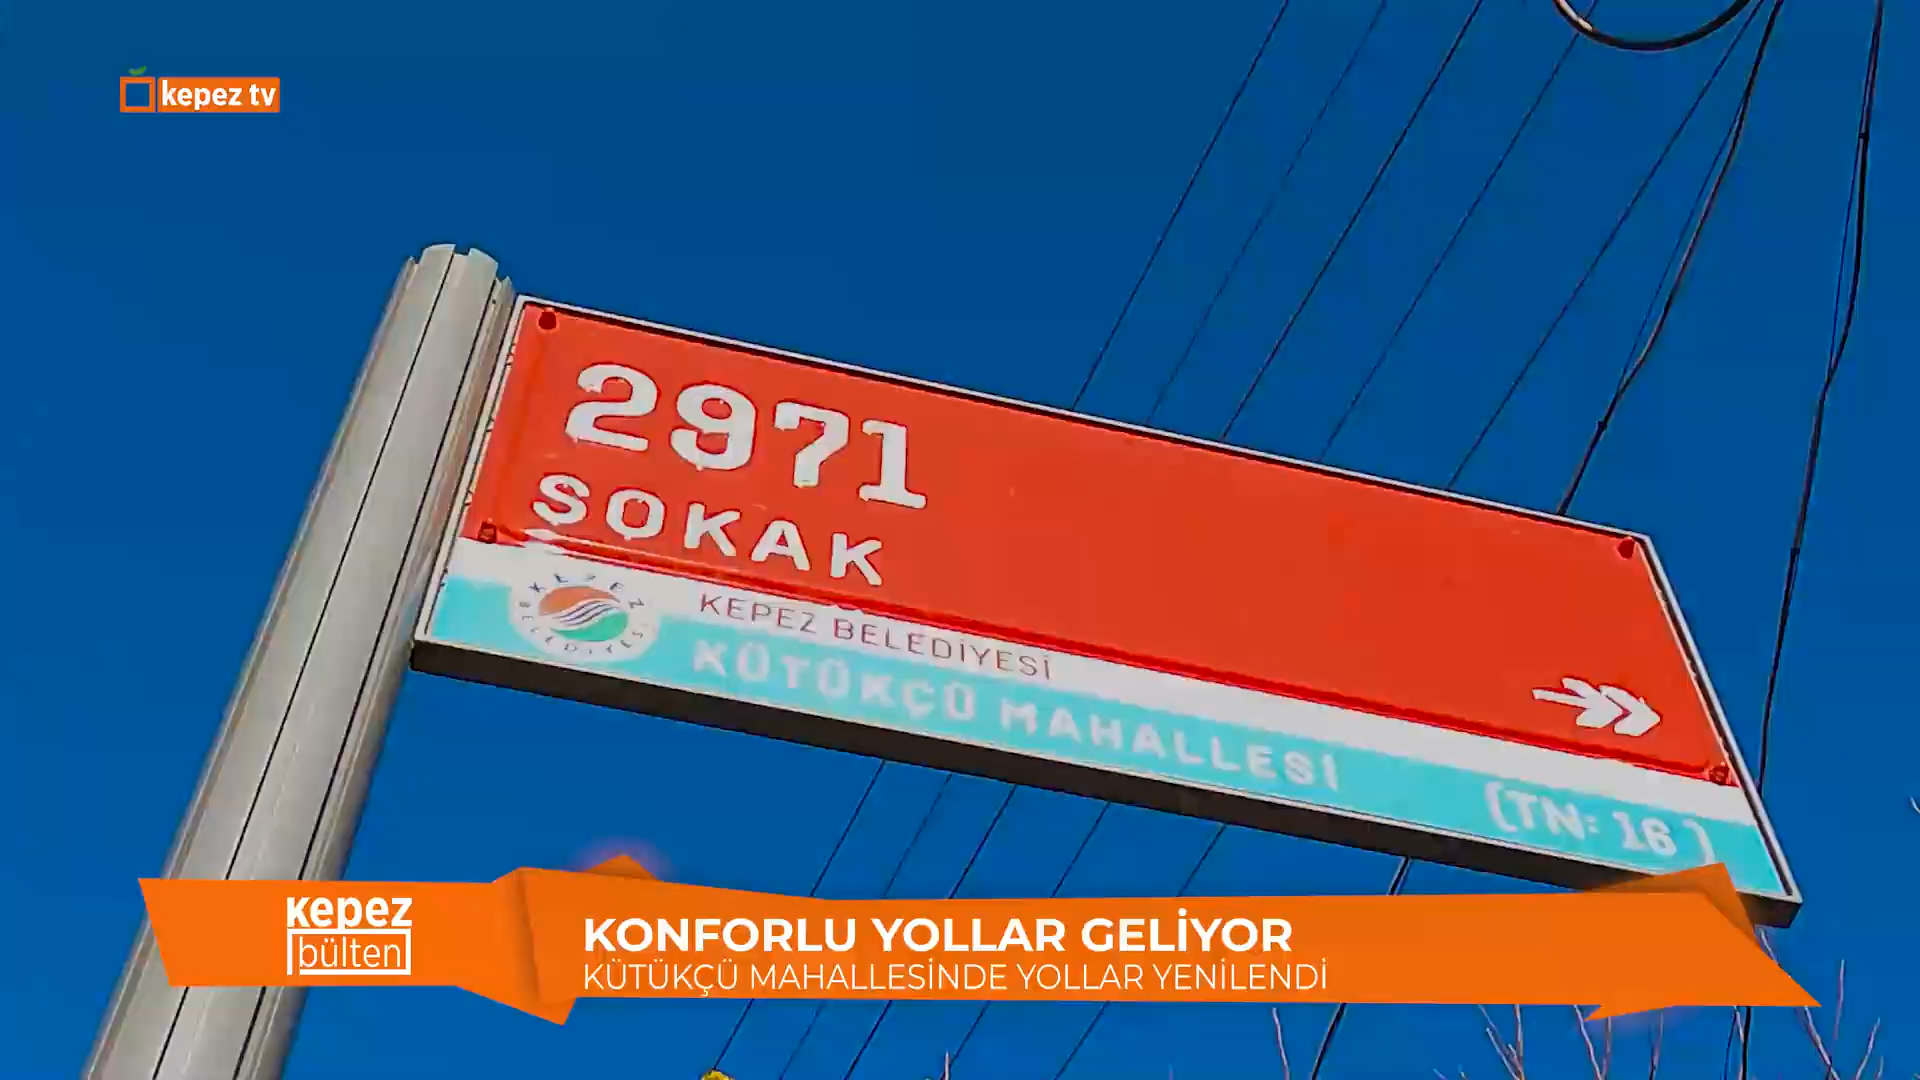 kepez tv
2971
SOKAK
KEPEZ BELEDİYESİ
KEPEZ BELEDİYESİ
KÜTÜKÇÜ MAHALLESİ
(TN: 16 )
kepez
bülten
KONFORLU YOLLAR GELİYOR
KÜTÜKÇÜ MAHALLESİNDE YOLLAR YENİLENDİ